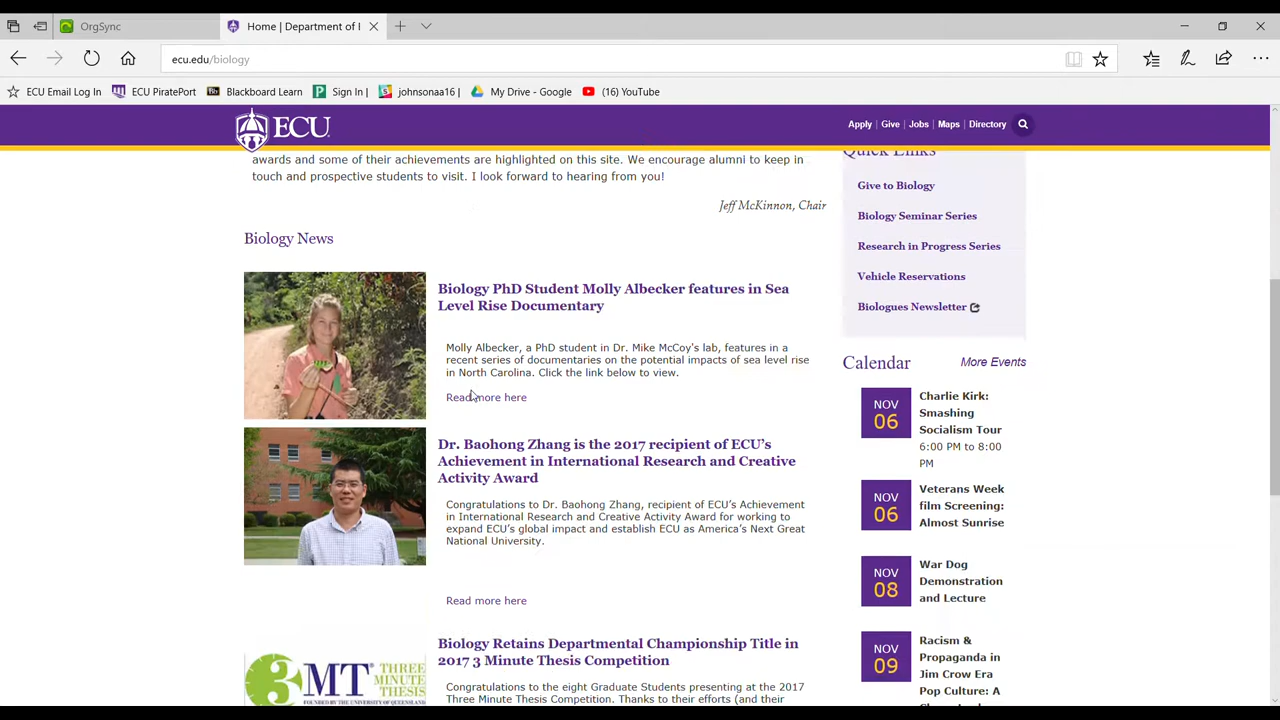 OrgSync
Home | Department of I
ecu.edu/biology
ECU Email Log In
ECU PiratePort
Blackboard Learn
Sign In |
johnsonaa16 |
My Drive - Google
(16) YouTube
ECU
Apply | Give | Jobs | Maps | Directory
awards and some of their achievements are highlighted on this site. We encourage alumni to keep in
touch and prospective students to visit. I look forward to hearing from you!
Jeff McKinnon, Chair
Biology News
Biology PhD Student Molly Albecker features in Sea
Level Rise Documentary
Molly Albecker, a PhD student in Dr. Mike McCoy's lab, features in a
recent series of documentaries on the potential impacts of sea level rise
in North Carolina. Click the link below to view.
Read more here
Dr. Baohong Zhang is the 2017 recipient of ECU's
Achievement in International Research and Creative
Activity Award
Congratulations to Dr. Baohong Zhang, recipient of ECU's Achievement
in International Research and Creative Activity Award for working to
expand ECU's global impact and establish ECU as America's Next Great
National University.
Read more here
3MT® THREE
MINUTE
THESIS
FOUNDED BY THE UNIVERSITY OF QUEENSLAND
Biology Retains Departmental Championship Title in
2017 3 Minute Thesis Competition
Congratulations to the eight Graduate Students presenting at the 2017
Three Minute Thesis Competition. Thanks to their efforts (and their
Quick Links
Give to Biology
Biology Seminar Series
Research in Progress Series
Vehicle Reservations
Biologues Newsletter
Calendar
More Events
NOV
06
Charlie Kirk:
Smashing
Socialism Tour
6:00 PM to 8:00
PM
NOV
06
Veterans Week
film Screening:
Almost Sunrise
NOV
08
War Dog
Demonstration
and Lecture
NOV
09
Racism &
Propaganda in
Jim Crow Era
Pop Culture: A